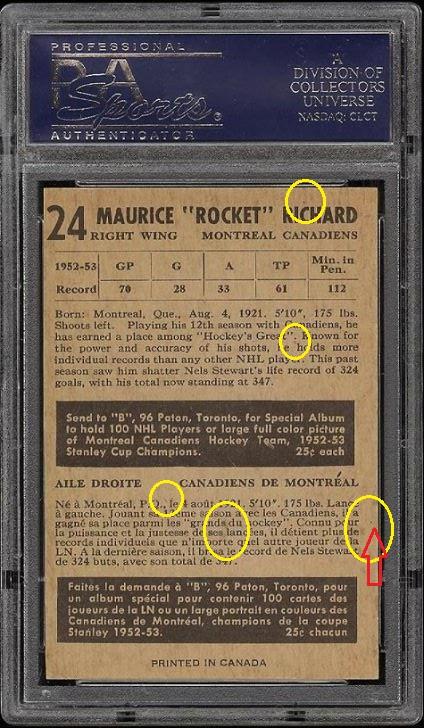 PROFESSIONAL
PSA
Sports®
AUTHENTICATOR
A
DIVISION OF
COLLECTORS
UNIVERSE
NASDAQ: CLCT
24 MAURICE "ROCKET" RICHARD
RIGHT WING MONTREAL CANADIENS
1952-53 GP G A TP Min. in Pen.
Record 70 28 33 61 112
Born: Montreal, Que., Aug. 4, 1921. 5'10", 175 lbs.
Shoots left. Playing his 12th season with Canadiens, he
has earned a place among "Hockey's Great". Known for
the power and accuracy of his shots, he holds more
individual records than any other NHL player. This past
season saw him shatter Nels Stewart's life record of 324
goals, with his total now standing at 347.
Send to "B", 96 Paton, Toronto, for Special Album
to hold 100 NHL Players or large full color picture
of Montreal Canadiens Hockey Team, 1952-53
Stanley Cup Champions. 25¢ each
AILE DROITE CANADIENS DE MONTRÉAL
Né à Montréal, P.Q., le 4 août 1921. 5'10". 175 lbs. Lance
à gauche. Jouant sa 12ème saison avec les Canadiens, il a
gagné sa place parmi les "grands du hockey". Connu pour
la puissance et la justesse de ses lancées, il détient plus de
records individuels que n'importe quel autre joueur de la
LN. A la dernière saison, il brisa le record de Nels Stewart
de 324 buts, avec son total de 347.
Faites la demande à "B", 96 Paton, Toronto, pour
un album spécial pour contenir 100 cartes des
joueurs de la LN ou un large portrait en couleurs des
Canadiens de Montréal, champions de la coupe
Stanley 1952-53. 25¢ chacun
PRINTED IN CANADA